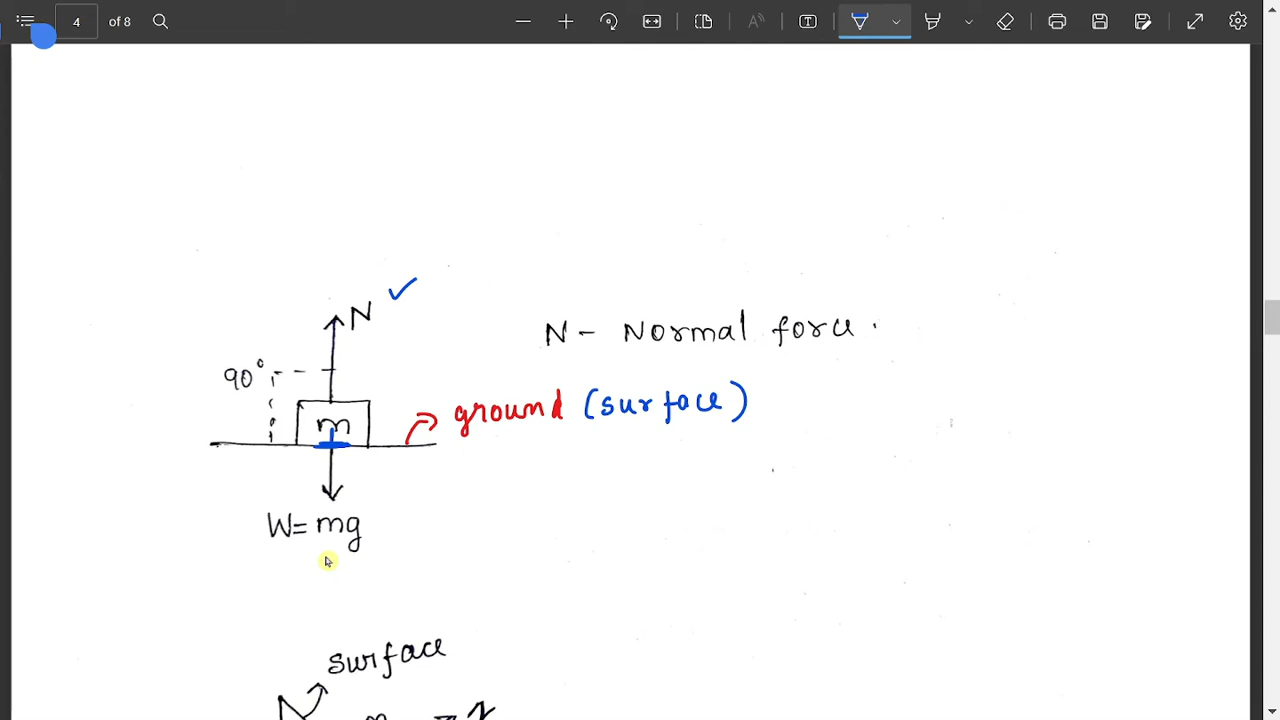 4 of 8
N
N - Normal force.
90°
ground (surface)
m
W= mg
surface